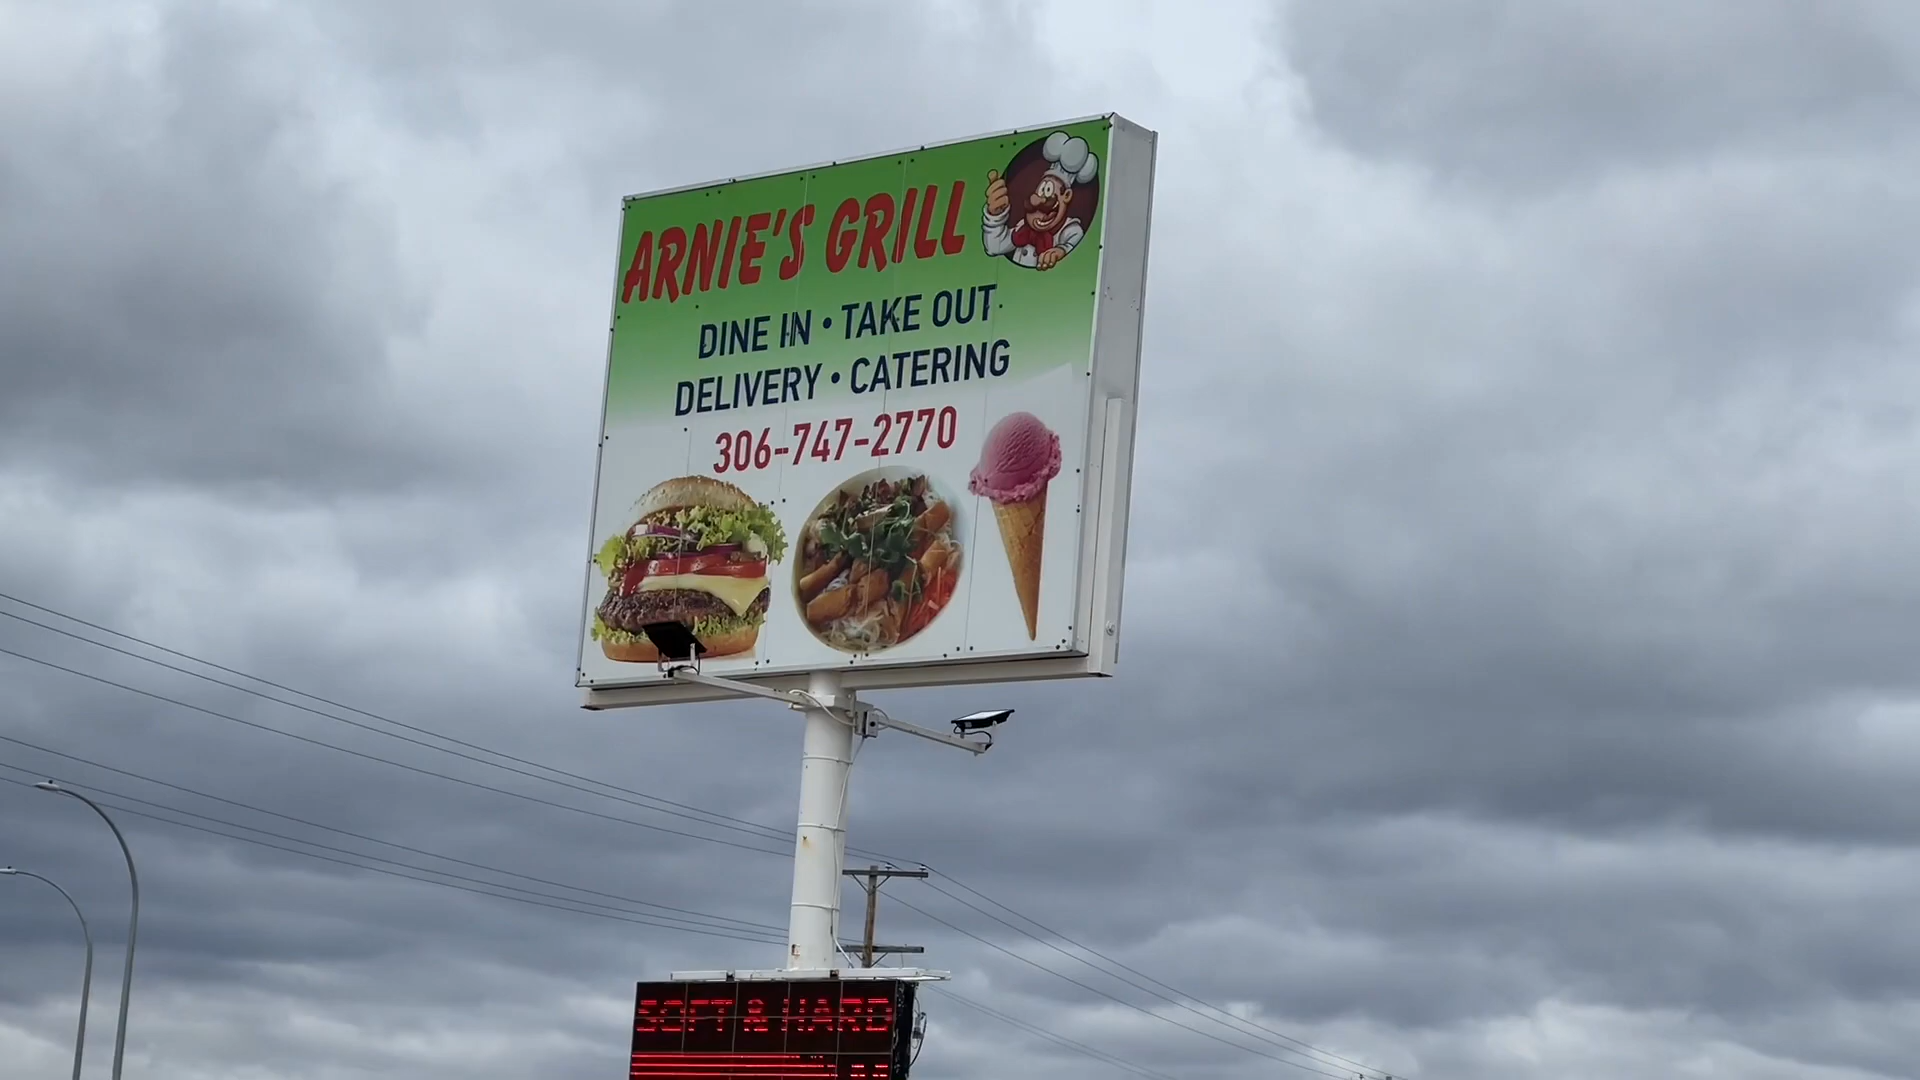 ARNIE'S GRILL
DINE IN • TAKE OUT
DELIVERY • CATERING
306-747-2770
SOFT & HARD